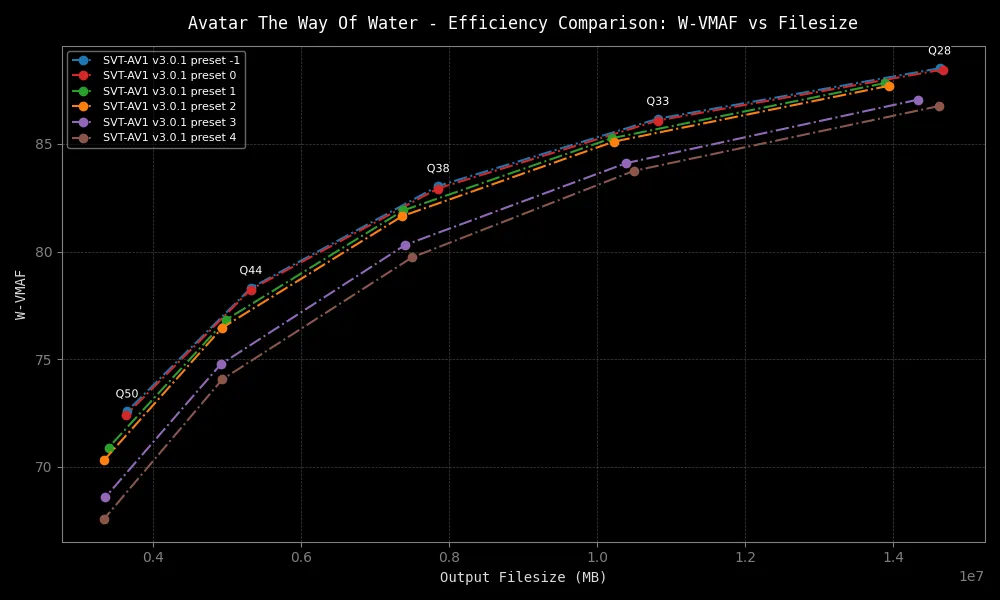 Avatar The Way Of Water - Efficiency Comparison: W-VMAF vs Filesize
SVT-AV1 v3.0.1 preset -1
SVT-AV1 v3.0.1 preset 0
SVT-AV1 v3.0.1 preset 1
SVT-AV1 v3.0.1 preset 2
SVT-AV1 v3.0.1 preset 3
SVT-AV1 v3.0.1 preset 4
Q28
Q33
Q38
Q44
Q50
85
80
75
70
W-VMAF
0.4 0.6 0.8 1.0 1.2 1.4
1e7
Output Filesize (MB)